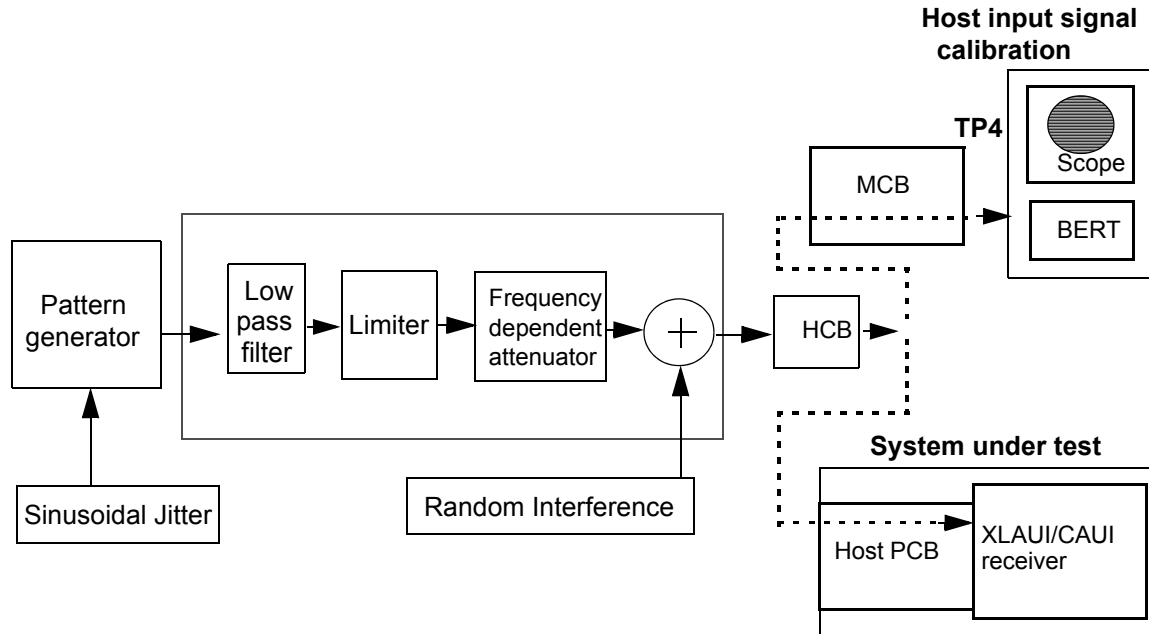 Host input signal
calibration
TP4
Scope
MCB
BERT
Pattern
generator
Low
pass
filter
Limiter
Frequency
dependent
attenuator
+
HCB
Sinusoidal Jitter
Random Interference
System under test
Host PCB
XLAUI/CAUI
receiver